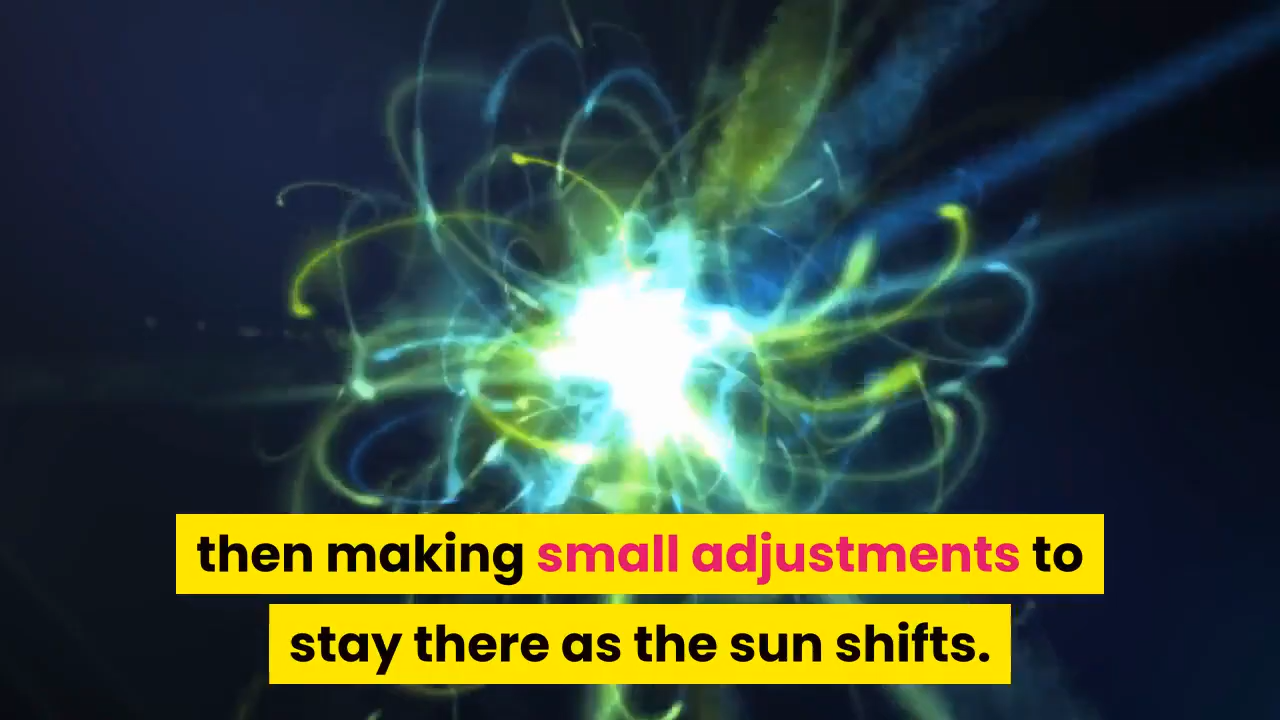 then making small adjustments to
stay there as the sun shifts.